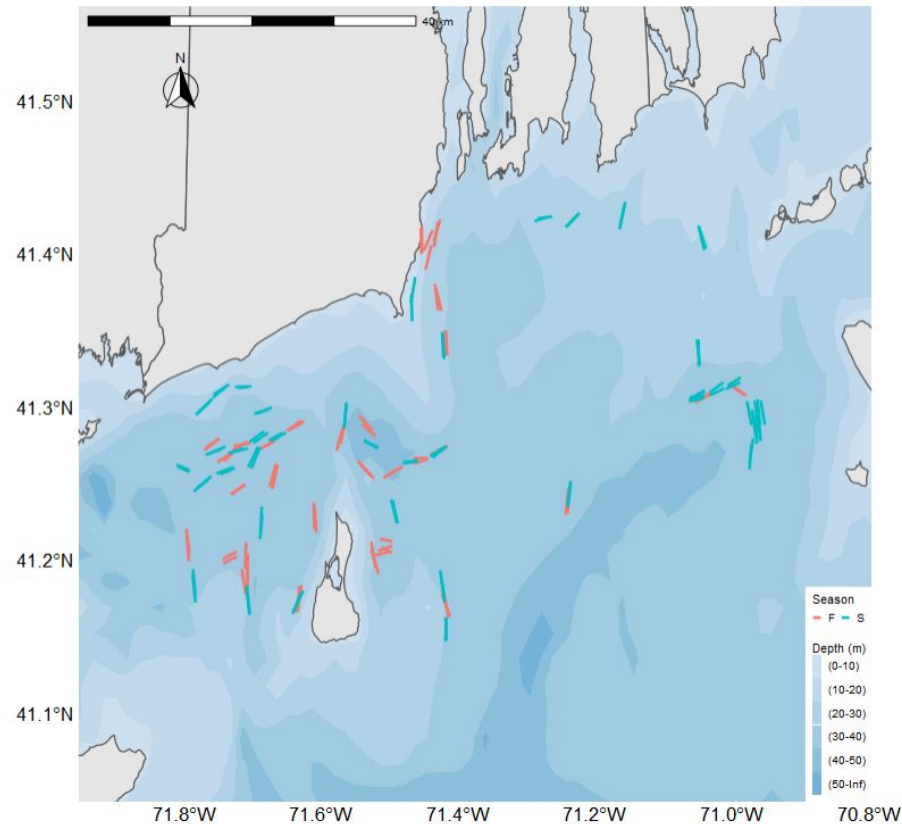 40 km
N
41.5°N
41.4°N
41.3°N
41.2°N
41.1°N
Season
F S
Depth (m)
(0-10)
(10-20)
(20-30)
(30-40)
(40-50)
(50-Inf)
71.8°W 71.6°W 71.4°W 71.2°W 71.0°W 70.8°W